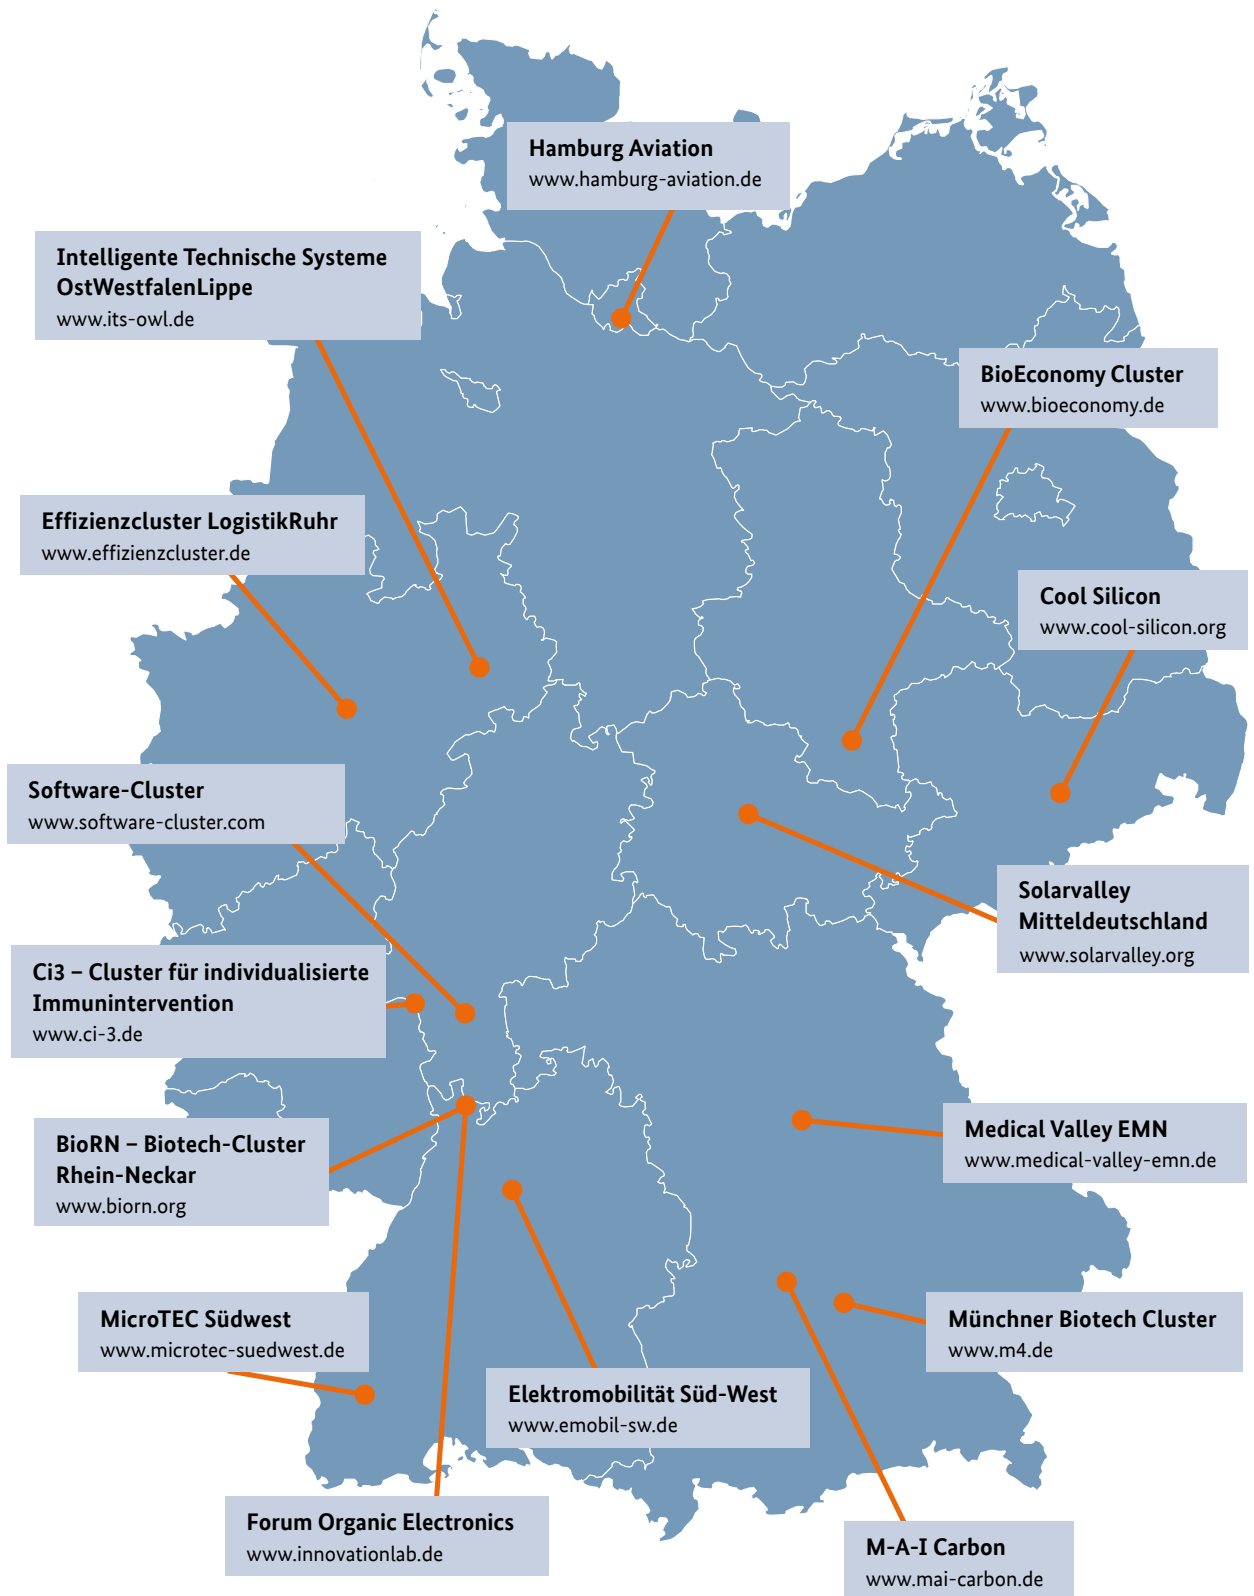 Hamburg Aviation
www.hamburg-aviation.de
Intelligente Technische Systeme
OstWestfalenLippe
www.its-owl.de
BioEconomy Cluster
www.bioeconomy.de
Effizienzcluster LogistikRuhr
www.effizienzcluster.de
Cool Silicon
www.cool-silicon.org
Software-Cluster
www.software-cluster.com
Solarvalley
Mitteldeutschland
www.solarvalley.org
Ci3 – Cluster für individualisierte
Immunintervention
www.ci-3.de
BioRN – Biotech-Cluster
Rhein-Neckar
www.biorn.org
Medical Valley EMN
www.medical-valley-emn.de
MicroTEC Südwest
www.microtec-suedwest.de
Münchner Biotech Cluster
www.m4.de
Elektromobilität Süd-West
www.emobil-sw.de
Forum Organic Electronics
www.innovationlab.de
M-A-I Carbon
www.mai-carbon.de